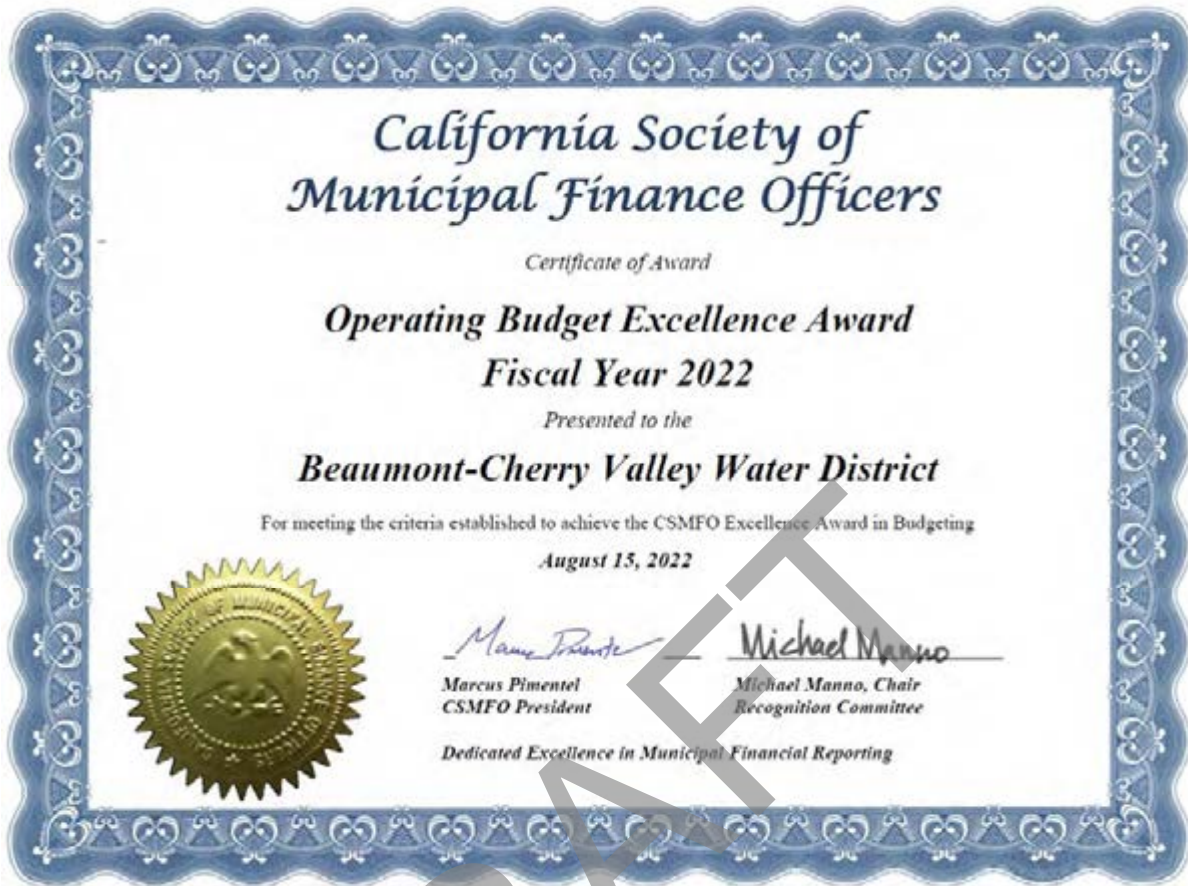 California Society of
Municipal Finance Officers
Certificate of Award
Operating Budget Excellence Award
Fiscal Year 2022
Presented to the
Beaumont-Cherry Valley Water District
For meeting the criteria established to achieve the CSMFO Excellence Award in Budgeting
August 15, 2022
Michael Manno
Marcus Pimentel
Michael Manno, Chair
CSMFO President
Recognition Committee
Dedicated Excellence in Municipal Financial Reporting